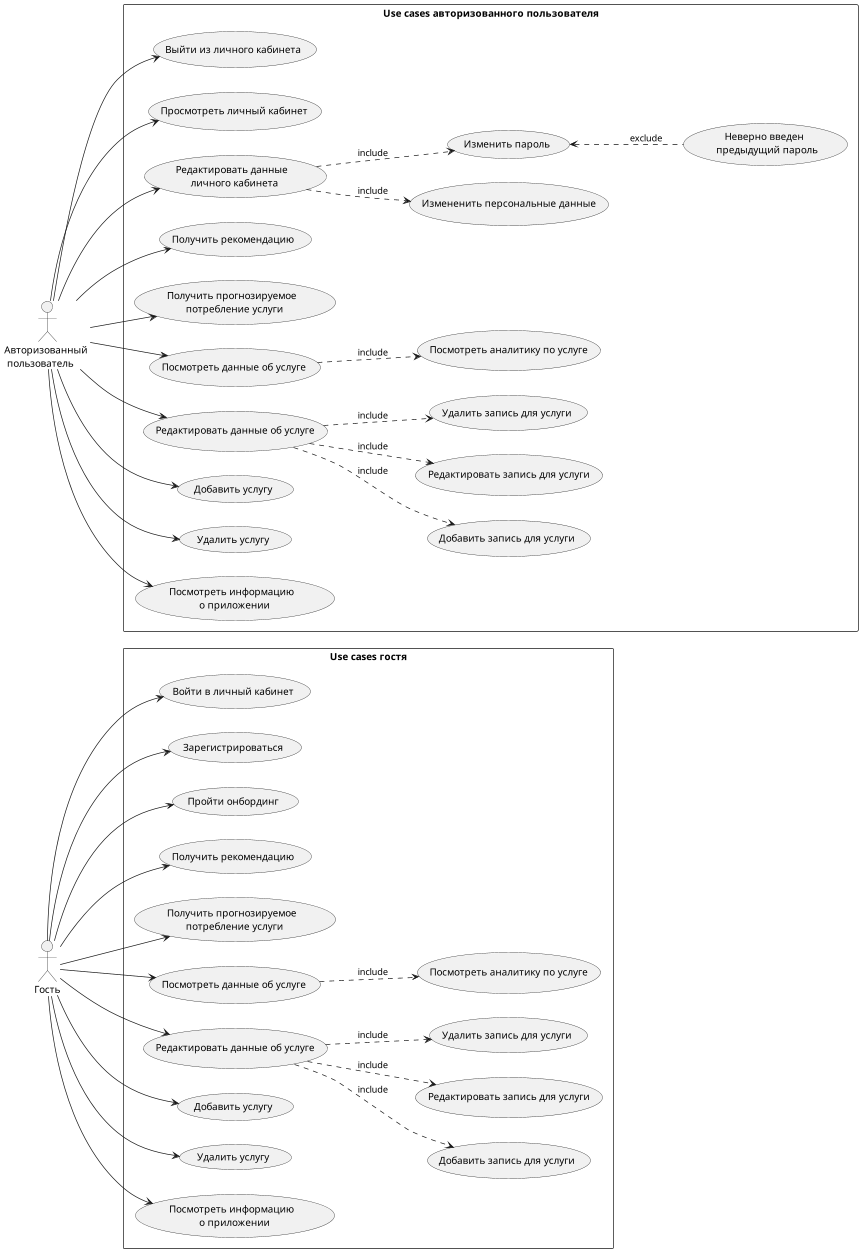 Use cases авторизованного пользователя
Выйти из личного кабинета
Просмотреть личный кабинет
Редактировать данные
личного кабинета
include
Изменить пароль
exclude
Неверно введен
предыдущий пароль
include
Измененить персональные данные
Получить рекомендацию
Получить прогнозируемое
потребление услуги
Авторизованный
пользователь
Посмотреть данные об услуге
include
Посмотреть аналитику по услуге
Редактировать данные об услуге
include
Удалить запись для услуги
include
Редактировать запись для услуги
include
Добавить запись для услуги
Добавить услугу
Удалить услугу
Посмотреть информацию
о приложении
Use cases гостя
Войти в личный кабинет
Зарегистрироваться
Пройти онбординг
Получить рекомендацию
Получить прогнозируемое
потребление услуги
Гость
Посмотреть данные об услуге
include
Посмотреть аналитику по услуге
Редактировать данные об услуге
include
Удалить запись для услуги
include
Редактировать запись для услуги
include
Добавить запись для услуги
Добавить услугу
Удалить услугу
Посмотреть информацию
о приложении